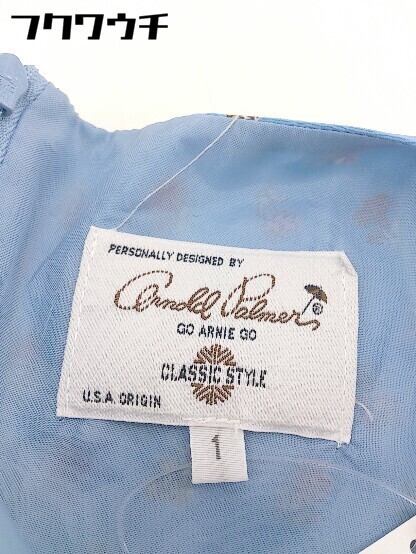 フクワウチ
PERSONALLY DESIGNED BY
Arnold Palmer ®
GO ARNIE GO
CLASSIC STYLE
U.S.A. ORIGIN
1